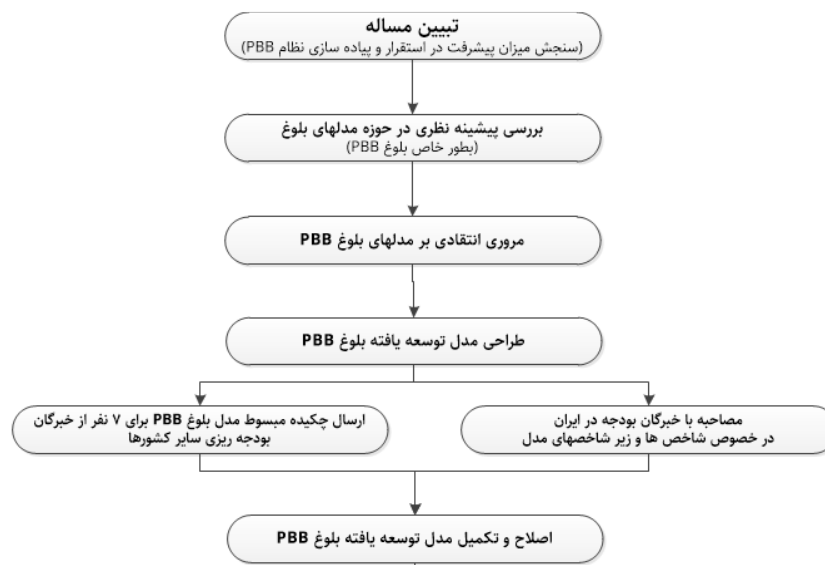 تبیین مساله
(سنجش میزان پیشرفت در استقرار و پیاده سازی نظام PBB)
بررسی پیشینه نظری در حوزه مدلهای بلوغ
(بطور خاص بلوغ PBB)
مروری انتقادی بر مدلهای بلوغ PBB
طراحی مدل توسعه یافته بلوغ PBB
مصاحبه با خبرگان بودجه در ایران
در خصوص شاخص ها و زیر شاخصهای مدل
ارسال چکیده مبسوط مدل بلوغ PBB برای ۷ نفر از خبرگان
بودجه ریزی سایر کشورها
اصلاح و تکمیل مدل توسعه یافته بلوغ PBB